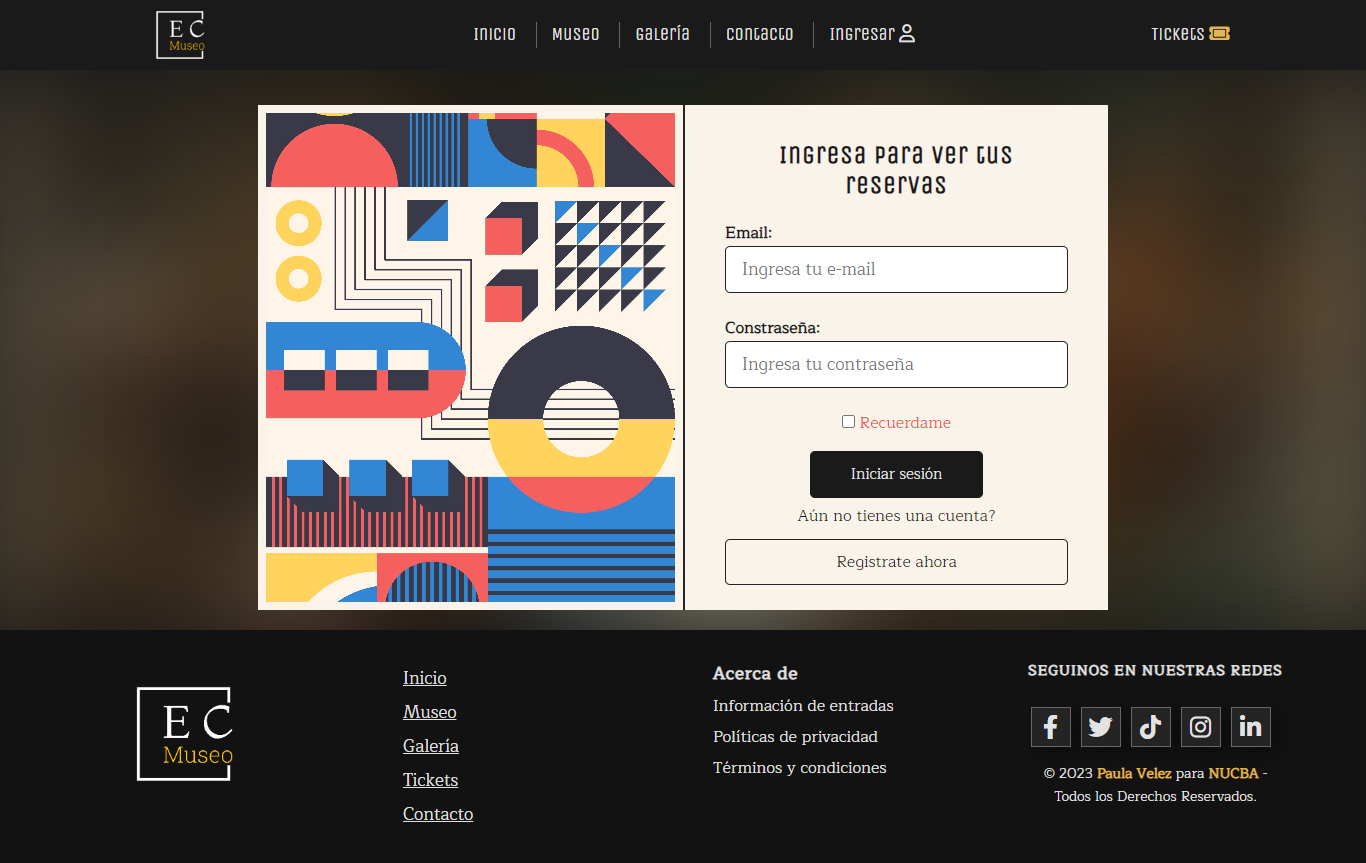 E C
Museo
Inicio
Museo
Galería
Contacto
Ingresar
Tickets
Ingresa para ver tus
reservas
Email:
Ingresa tu e-mail
Constraseña:
Ingresa tu contraseña
Recuerdame
Iniciar sesión
Aún no tienes una cuenta?
Registrate ahora
E C
Museo
Inicio
Museo
Galería
Tickets
Contacto
Acerca de
Información de entradas
Políticas de privacidad
Términos y condiciones
SEGUINOS EN NUESTRAS REDES
© 2023 Paula Velez para NUCBA -
Todos los Derechos Reservados.